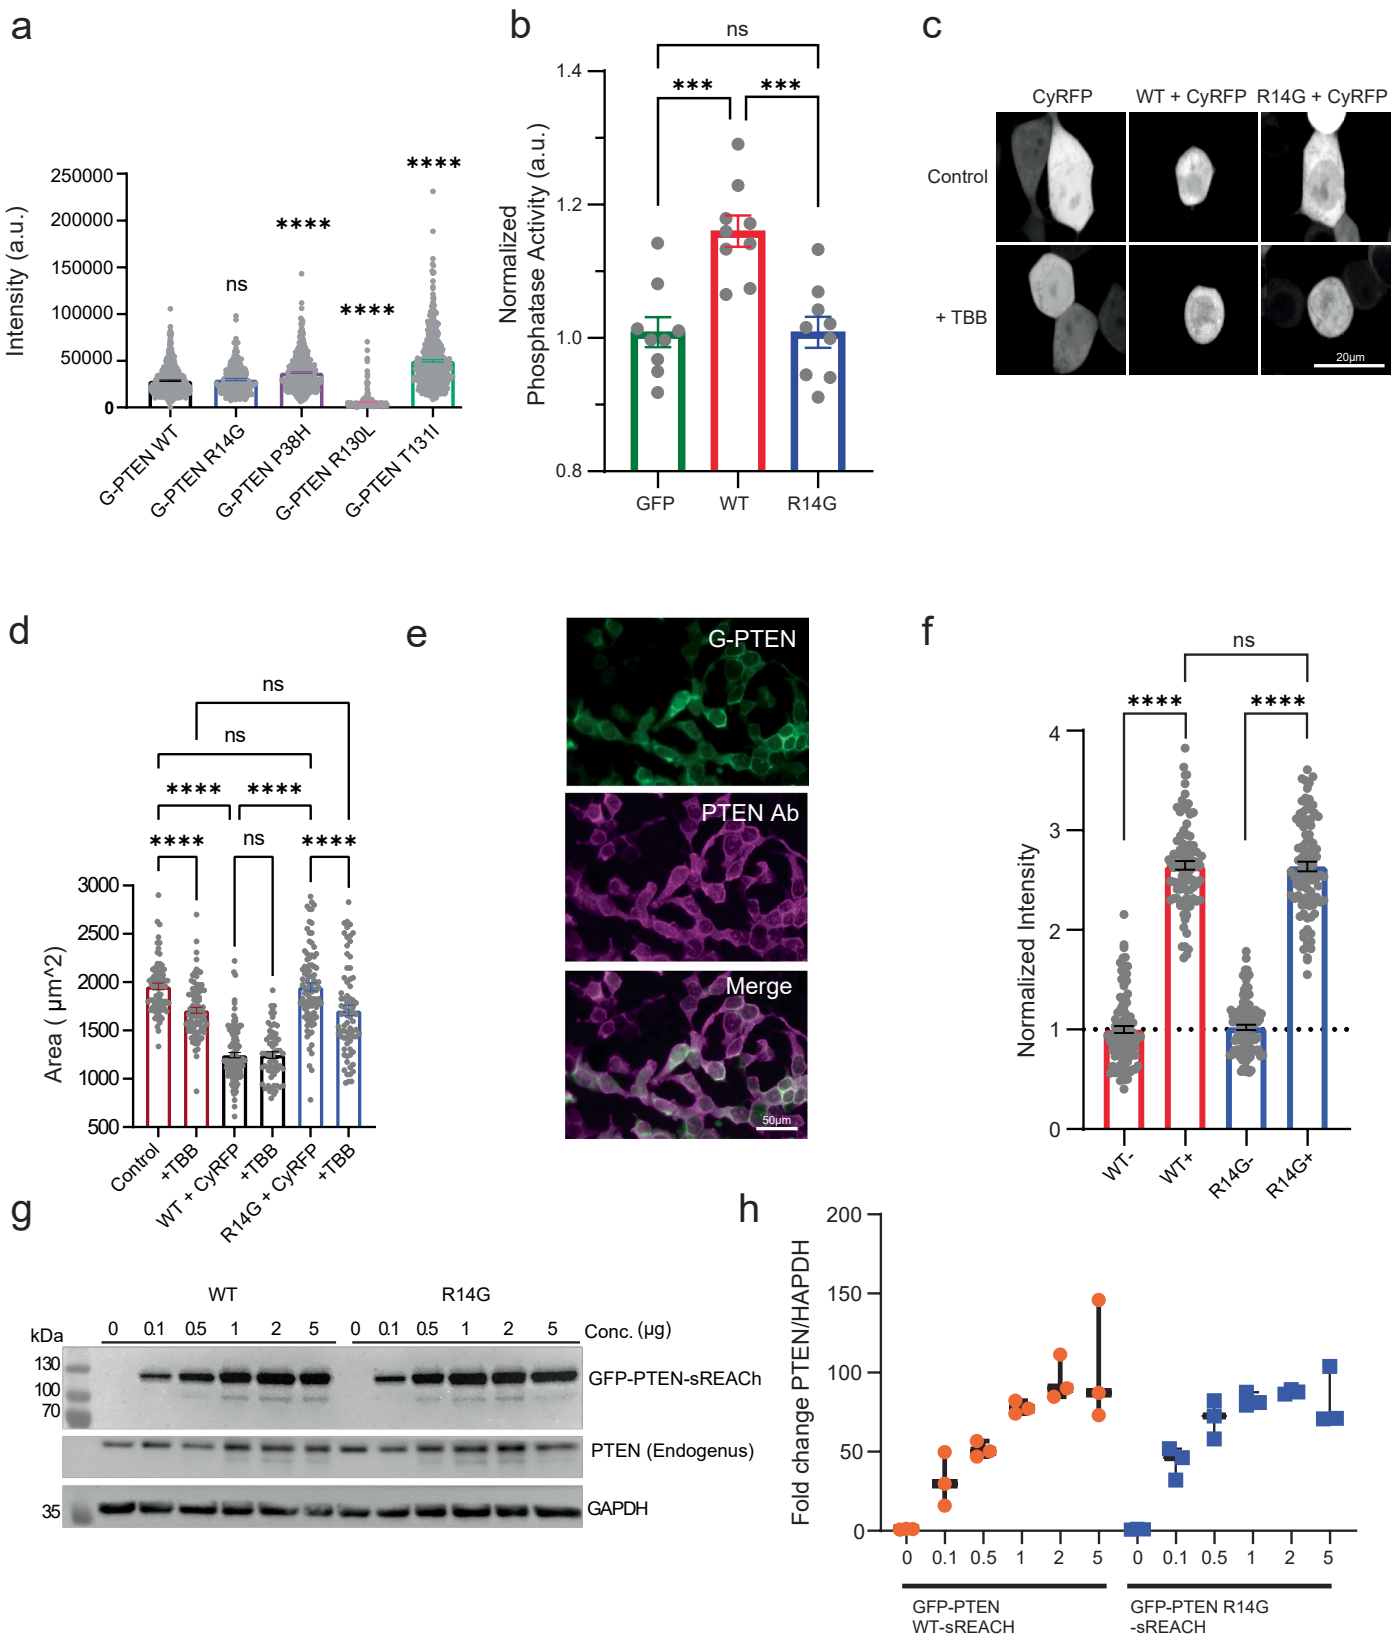 a
Intensity (a.u.)
250000
200000
150000
100000
50000
0
ns
****
****
****
G-PTEN WT
G-PTEN R14G
G-PTEN P38H
G-PTEN R130L
G-PTEN T131I
b
Normalized
Phosphatase Activity (a.u.)
1.4
1.2
1.0
0.8
ns
***
***
GFP
WT
R14G
c
CyRFP
WT + CyRFP
R14G + CyRFP
Control
+ TBB
20µm
d
Area ( µm^2)
3000
2500
2000
1500
1000
500
ns
ns
****
****
****
ns
****
Control
+TBB
WT + CyRFP
+TBB
R14G + CyRFP
+TBB
e
G-PTEN
PTEN Ab
Merge
50µm
f
Normalized Intensity
4
3
2
1
0
ns
****
****
WT-
WT+
R14G-
R14G+
g
WT
R14G
kDa
0 0.1 0.5 1 2 5 0 0.1 0.5 1 2 5 Conc. (µg)
130
100
70
35
GFP-PTEN-sREACh
PTEN (Endogenus)
GAPDH
h
Fold change PTEN/HAPDH
200
150
100
50
0
0 0.1 0.5 1 2 5 0 0.1 0.5 1 2 5
GFP-PTEN
WT-sREACH
GFP-PTEN R14G
-sREACH